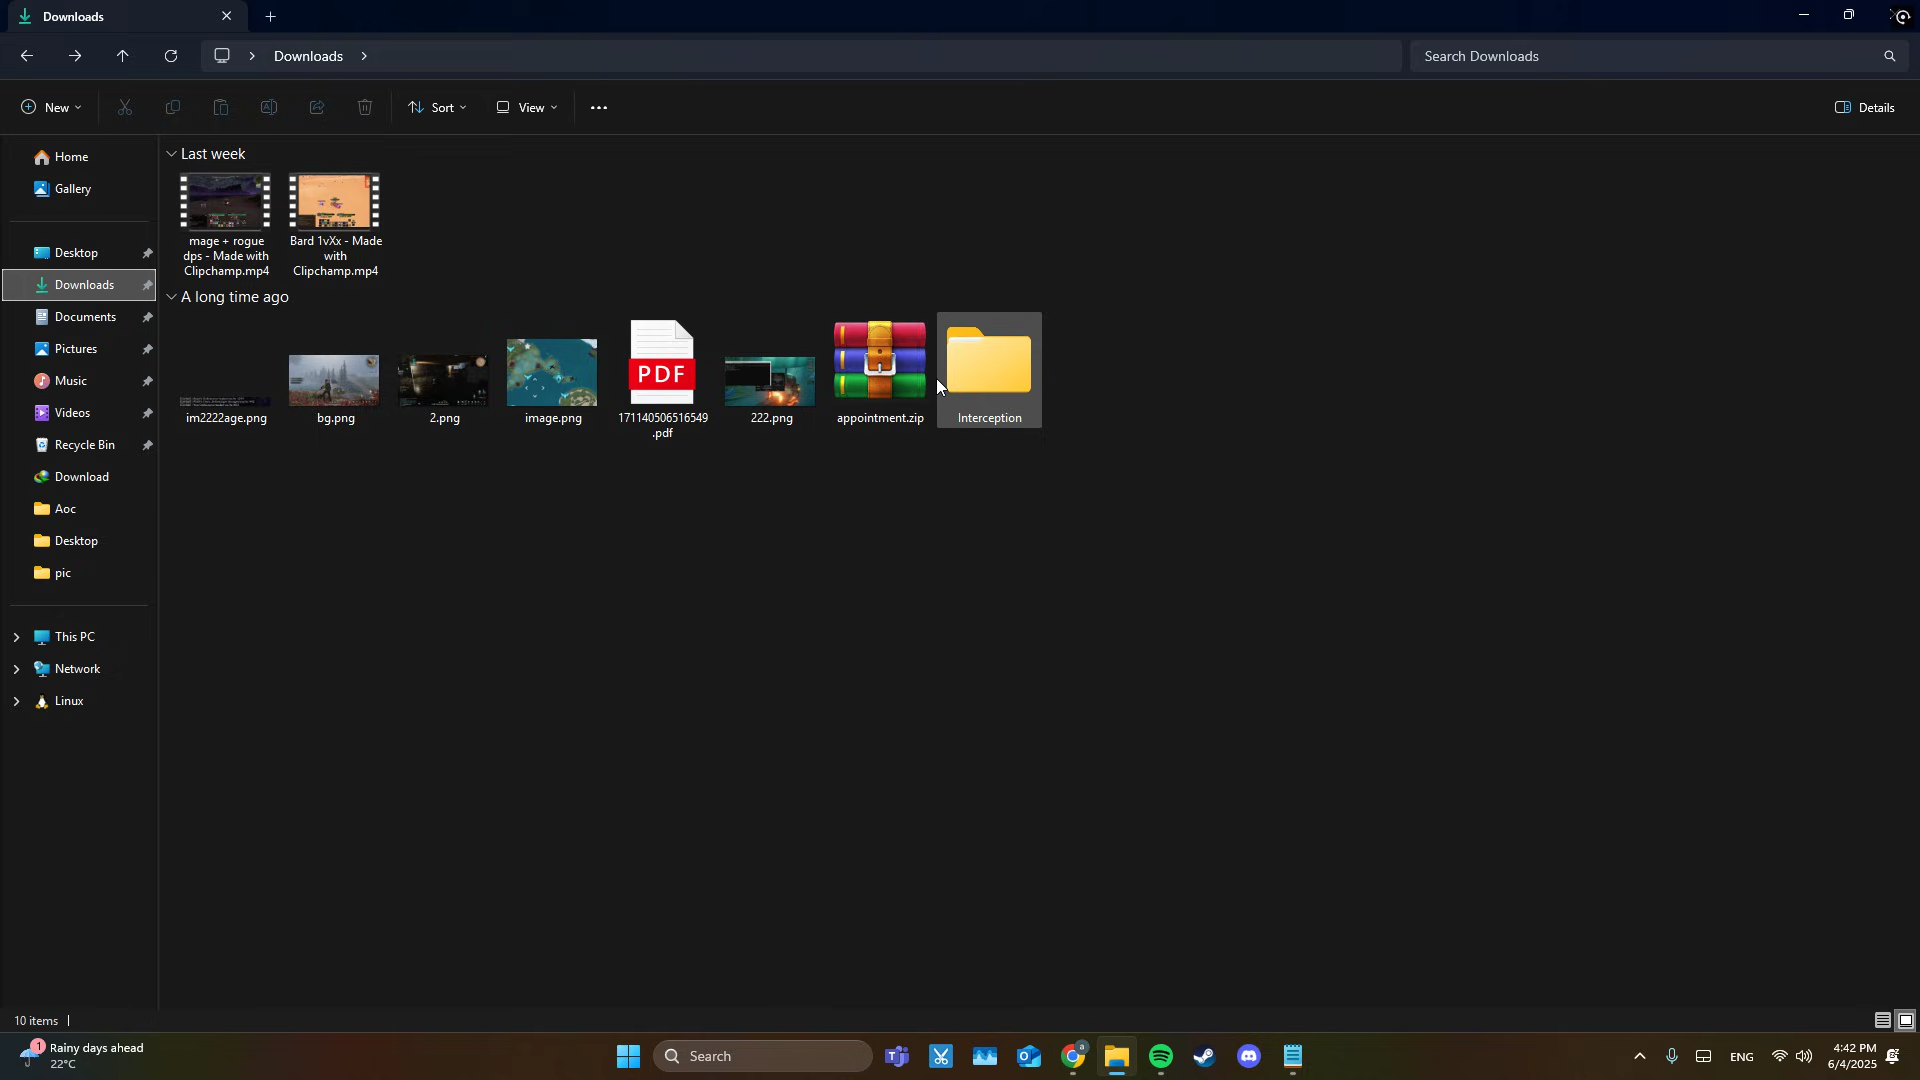 Downloads
Downloads
Search Downloads
New
Sort
View
Details
Home
Gallery
Desktop
Downloads
Documents
Pictures
Music
Videos
Recycle Bin
Download
Aoc
Desktop
pic
This PC
Network
Linux
Last week
mage + rogue
dps - Made with
Clipchamp.mp4
Bard 1vXx - Made
with
Clipchamp.mp4
A long time ago
im2222age.png
bg.png
2.png
image.png
PDF
171140506516549
.pdf
222.png
appointment.zip
Interception
10 items
1
Rainy days ahead
22°C
Search
a
ENG
4:42 PM
6/4/2025